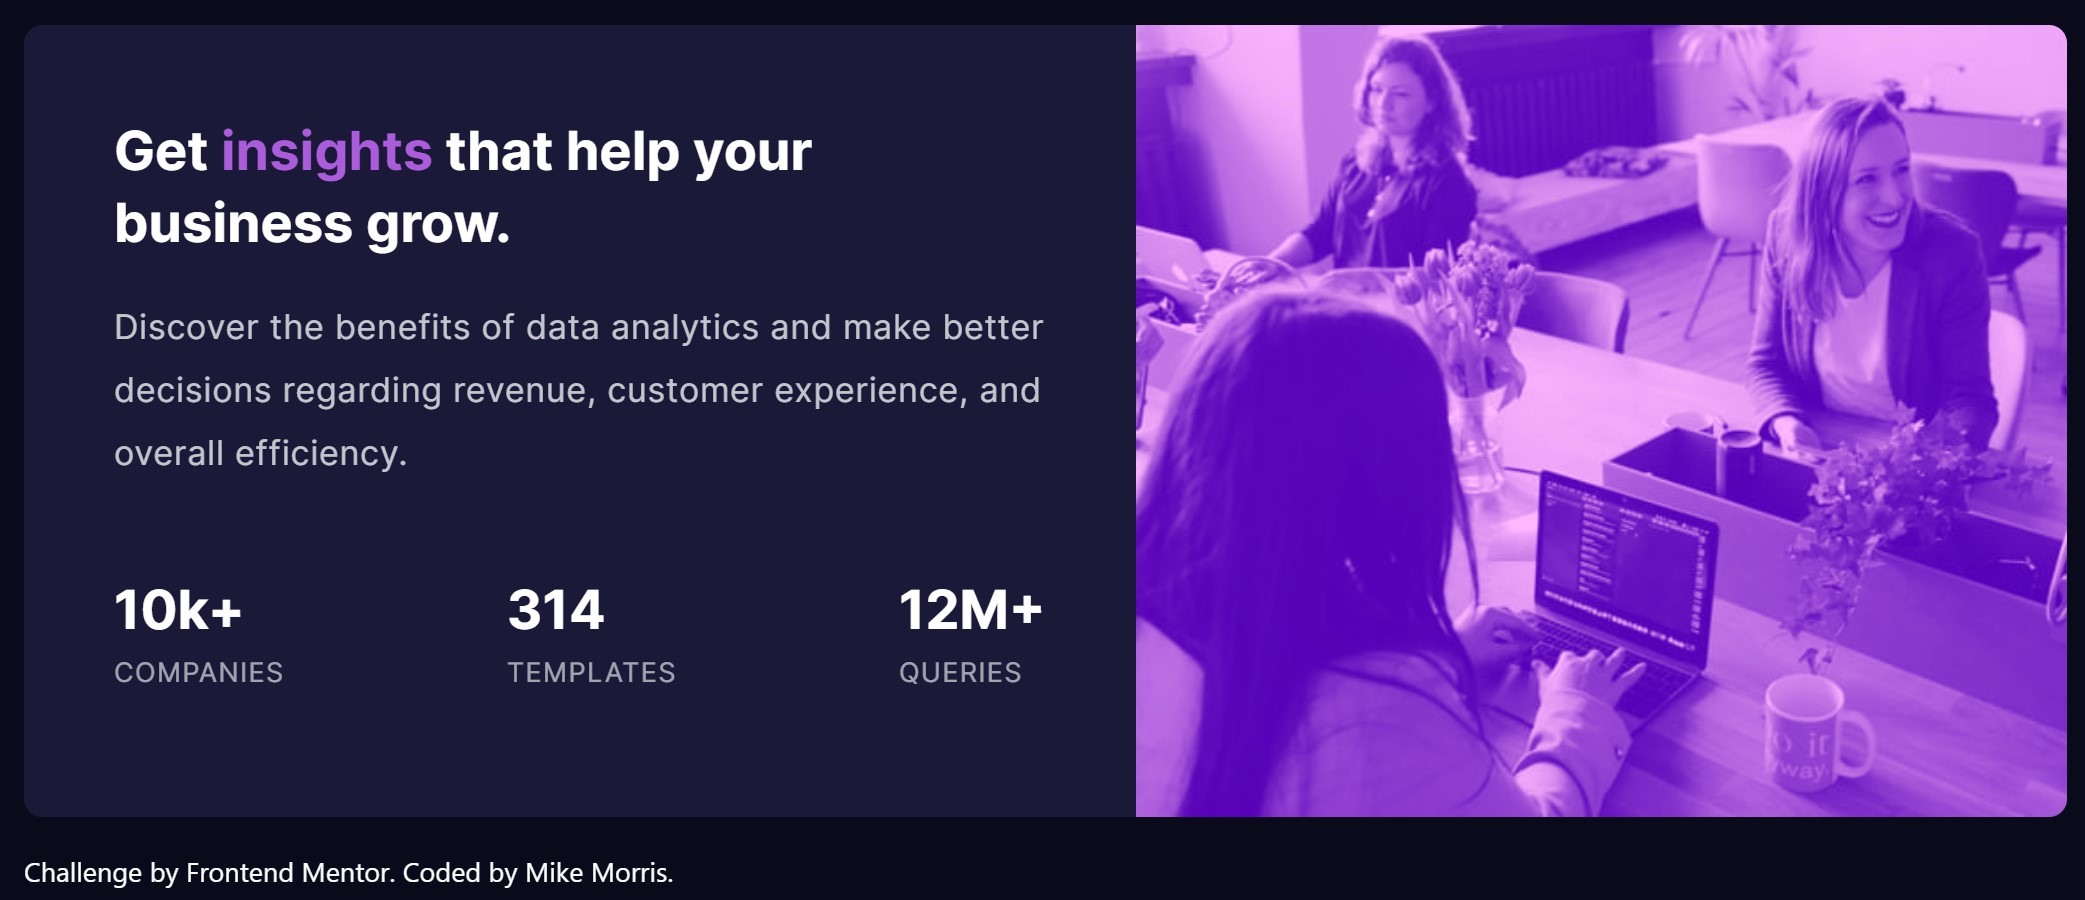 Get insights that help your
business grow.
Discover the benefits of data analytics and make better
decisions regarding revenue, customer experience, and
overall efficiency.
10k+
COMPANIES
314
TEMPLATES
12M+
QUERIES
Challenge by Frontend Mentor. Coded by Mike Morris.